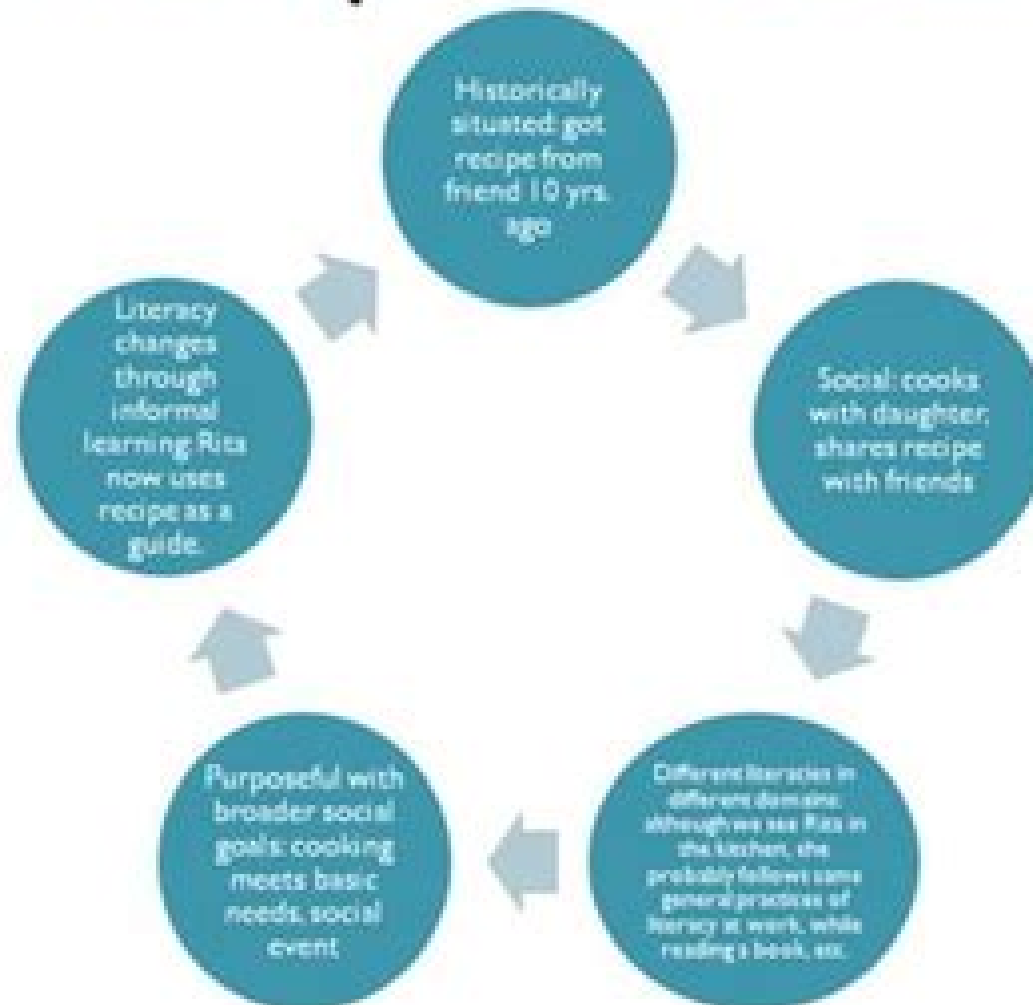 Historically
situated: got
recipe from
friend 10 yrs.
ago
Social: cooks
with daughter,
shares recipe
with friends
Different literacies in
different domains:
although we see Rita in
the kitchen, she
probably follows same
general practices of
literacy at work, while
reading a book, etc.
Purposeful with
broader social
goals: cooking
meets basic
needs, social
event
Literacy
changes
through
informal
learning Rita
now uses
recipe as a
guide.